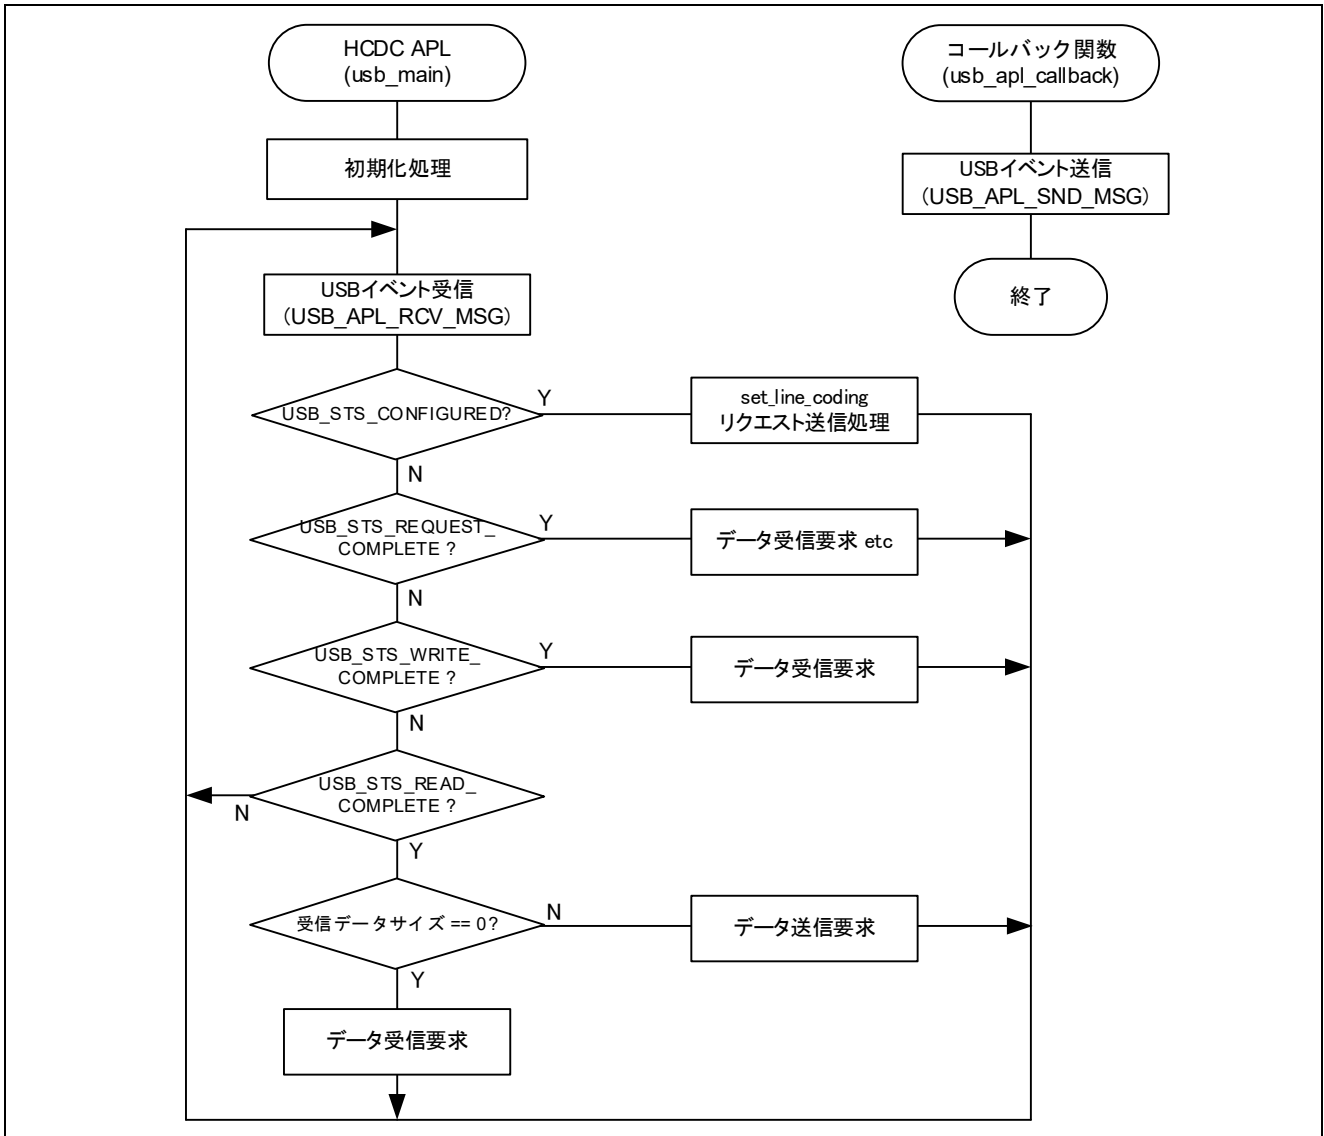 HCDC APL
(usb_main)
コールバック関数
(usb_apl_callback)
初期化処理
USBイベント送信
(USB_APL_SND_MSG)
USBイベント受信
(USB_APL_RCV_MSG)
終了
USB_STS_CONFIGURED?
Y
set_line_coding
リクエスト送信処理
N
USB_STS_REQUEST_
COMPLETE ?
Y
データ受信要求 etc
N
USB_STS_WRITE_
COMPLETE ?
Y
データ受信要求
N
USB_STS_READ_
COMPLETE ?
N
Y
受信データサイズ == 0?
N
データ送信要求
Y
データ受信要求